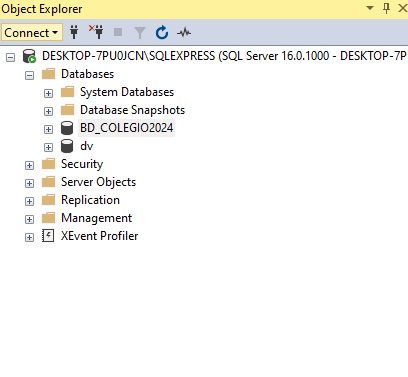 Object Explorer
Connect
DESKTOP-7PU0JCN\SQLEXPRESS (SQL Server 16.0.1000 - DESKTOP-7P
Databases
System Databases
Database Snapshots
BD_COLEGIO2024
dv
Security
Server Objects
Replication
Management
XEvent Profiler